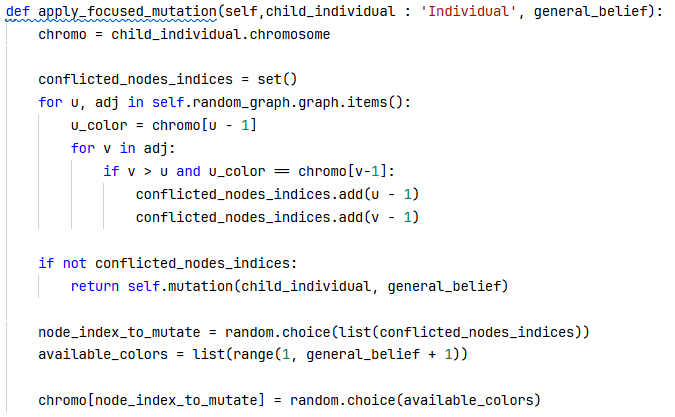 def apply_focused_mutation(self,child_individual : 'Individual', general_belief):
    chromo = child_individual.chromosome
    conflicted_nodes_indices = set()
    for u, adj in self.random_graph.graph.items():
        u_color = chromo[u - 1]
        for v in adj:
            if v > u and u_color == chromo[v-1]:
                conflicted_nodes_indices.add(u - 1)
                conflicted_nodes_indices.add(v - 1)
    if not conflicted_nodes_indices:
        return self.mutation(child_individual, general_belief)
    node_index_to_mutate = random.choice(list(conflicted_nodes_indices))
    available_colors = list(range(1, general_belief + 1))
    chromo[node_index_to_mutate] = random.choice(available_colors)